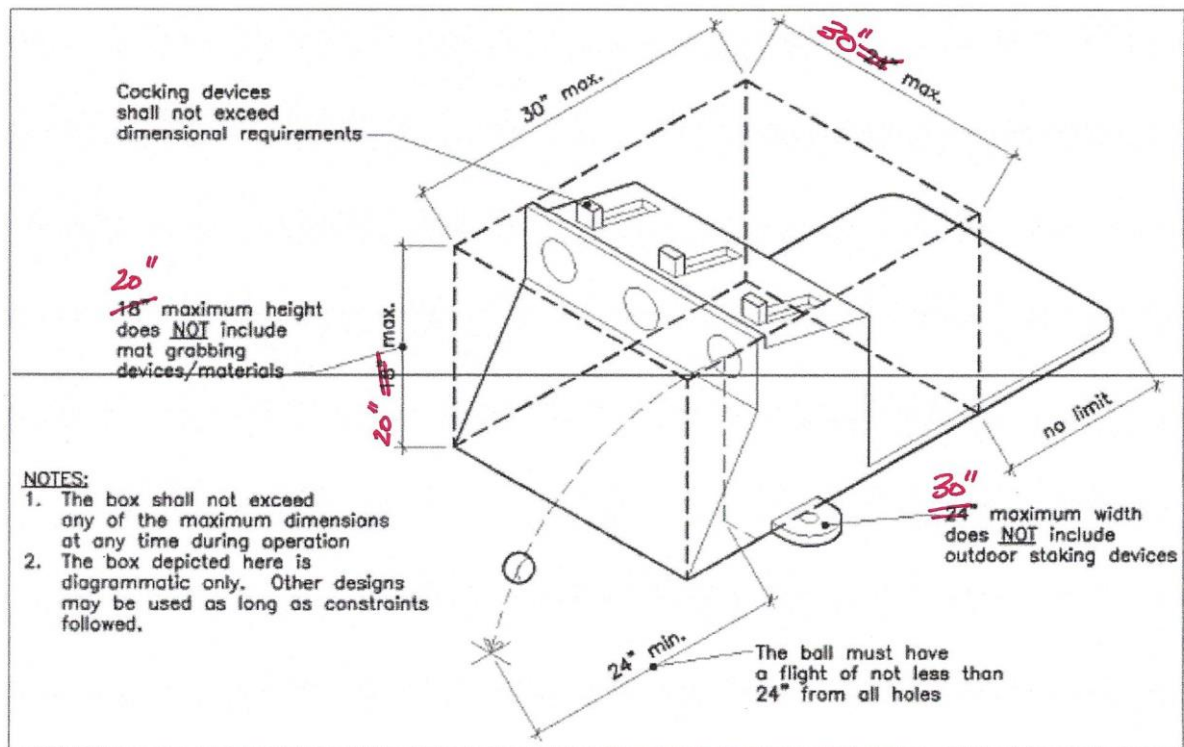 30"
24" max.
30" max.
Cocking devices
shall not exceed
dimensional requirements
20"
18" maximum height
does NOT include
mat grabbing
devices/materials
20" 18" max.
no limit
NOTES:
1. The box shall not exceed
any of the maximum dimensions
at any time during operation
2. The box depicted here is
diagrammatic only. Other designs
may be used as long as constraints
followed.
30"
24" maximum width
does NOT include
outdoor staking devices
24" min.
The ball must have
a flight of not less than
24" from all holes